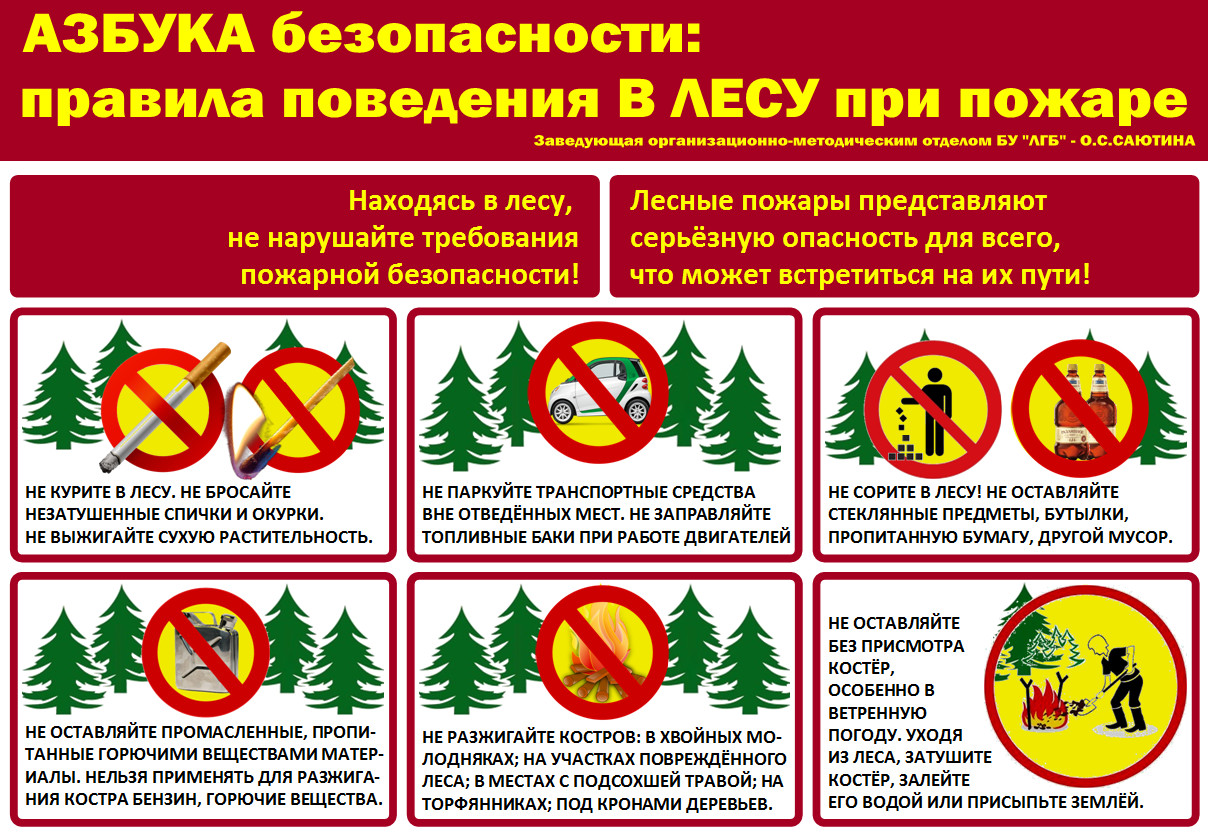 АЗБУКА безопасности:
правила поведения В ЛЕСУ при пожаре
Заведующая организационно-методическим отделом БУ "ЛГБ" - О.С.САЮТИНА
Находясь в лесу,
не нарушайте требования
пожарной безопасности!
Лесные пожары представляют
серьёзную опасность для всего,
что может встретиться на их пути!
НЕ КУРИТЕ В ЛЕСУ. НЕ БРОСАЙТЕ
НЕЗАТУШЕННЫЕ СПИЧКИ И ОКУРКИ.
НЕ ВЫЖИГАЙТЕ СУХУЮ РАСТИТЕЛЬНОСТЬ.
НЕ ПАРКУЙТЕ ТРАНСПОРТНЫЕ СРЕДСТВА
ВНЕ ОТВЕДЁННЫХ МЕСТ. НЕ ЗАПРАВЛЯЙТЕ
ТОПЛИВНЫЕ БАКИ ПРИ РАБОТЕ ДВИГАТЕЛЕЙ
НЕ СОРИТЕ В ЛЕСУ! НЕ ОСТАВЛЯЙТЕ
СТЕКЛЯННЫЕ ПРЕДМЕТЫ, БУТЫЛКИ,
ПРОПИТАННУЮ БУМАГУ, ДРУГОЙ МУСОР.
НЕ ОСТАВЛЯЙТЕ ПРОМАСЛЕННЫЕ, ПРОПИ-
ТАННЫЕ ГОРЮЧИМИ ВЕЩЕСТВАМИ МАТЕР-
ИАЛЫ. НЕЛЬЗЯ ПРИМЕНЯТЬ ДЛЯ РАЗЖИГА-
НИЯ КОСТРА БЕНЗИН, ГОРЮЧИЕ ВЕЩЕСТВА.
НЕ РАЗЖИГАЙТЕ КОСТРОВ: В ХВОЙНЫХ МО-
ЛОДНЯКАХ; НА УЧАСТКАХ ПОВРЕЖДЁННОГО
ЛЕСА; В МЕСТАХ С ПОДСОХШЕЙ ТРАВОЙ; НА
ТОРФЯННИКАХ; ПОД КРОНАМИ ДЕРЕВЬЕВ.
НЕ ОСТАВЛЯЙТЕ
БЕЗ ПРИСМОТРА
КОСТЁР,
ОСОБЕННО В
ВЕТРЕННУЮ
ПОГОДУ. УХОДЯ
ИЗ ЛЕСА, ЗАТУШИТЕ
КОСТЁР, ЗАЛЕЙТЕ
ЕГО ВОДОЙ ИЛИ ПРИСЫПЬТЕ ЗЕМЛЁЙ.